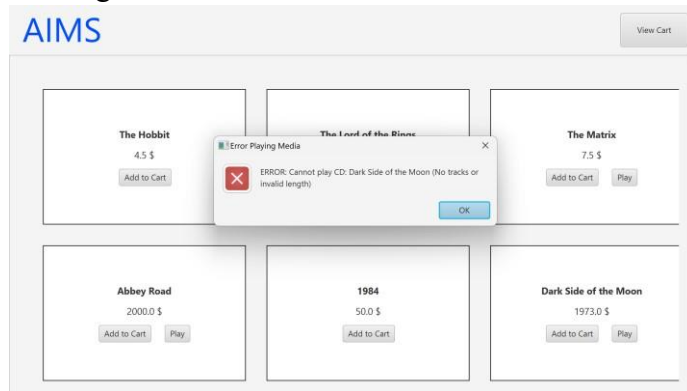 AIMS
View Cart
The Hobbit
4.5 $
Add to Cart
The Lord of the Rings
The Matrix
7.5 $
Add to Cart Play
Error Playing Media
ERROR: Cannot play CD: Dark Side of the Moon (No tracks or
invalid length)
OK
Abbey Road
2000.0 $
Add to Cart Play
1984
50.0 $
Add to Cart
Dark Side of the Moon
1973.0 $
Add to Cart Play